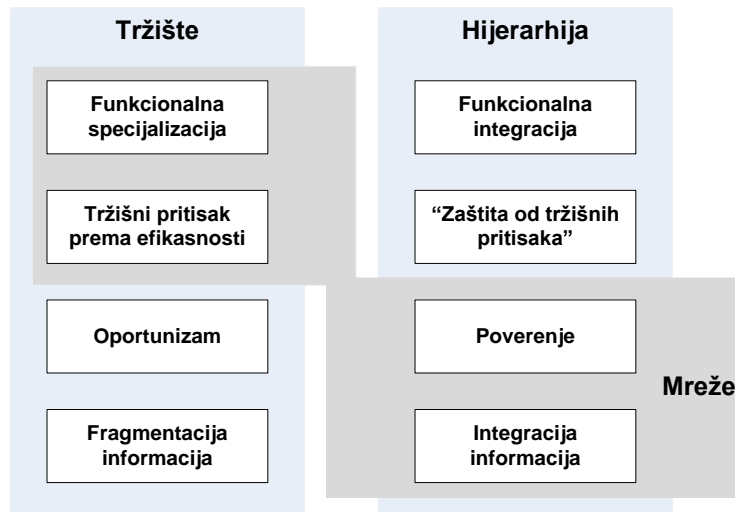 Tržište
Funkcionalna
specijalizacija
Tržišni pritisak
prema efikasnosti
Oportunizam
Fragmentacija
informacija
Hijerarhija
Funkcionalna
integracija
“Zaštita od tržišnih
pritisaka”
Poverenje
Integracija
informacija
Mreže